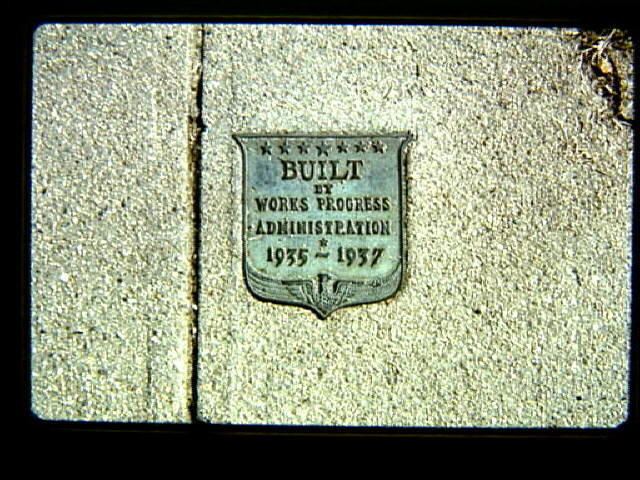 BUILT
BY
WORKS PROGRESS
ADMINISTRATION
1935 - 1937